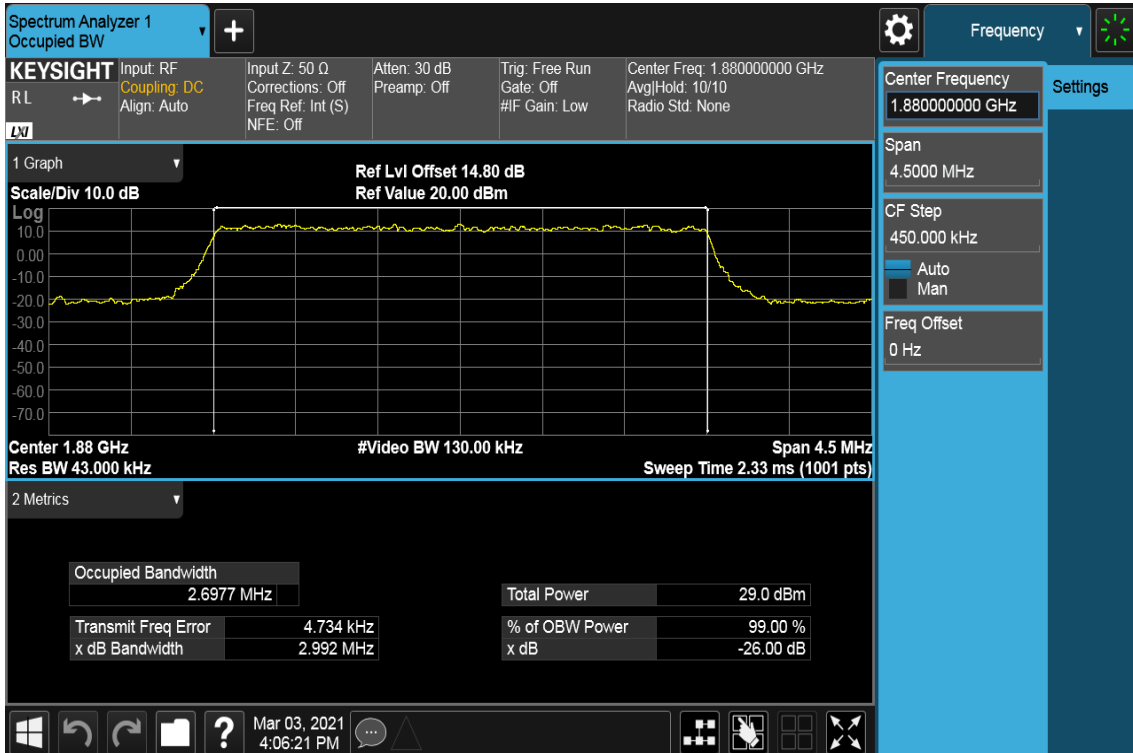 Spectrum Analyzer 1
Occupied BW
+
Frequency
KEYSIGHT
R L
LXI
Input: RF
Coupling: DC
Align: Auto
Input Z: 50 Ω
Corrections: Off
Freq Ref: Int (S)
NFE: Off
Atten: 30 dB
Preamp: Off
Trig: Free Run
Gate: Off
#IF Gain: Low
Center Freq: 1.880000000 GHz
Avg|Hold: 10/10
Radio Std: None
Center Frequency
1.880000000 GHz
Settings
Span
4.5000 MHz
CF Step
450.000 kHz
Auto
Man
Freq Offset
0 Hz
1 Graph
Scale/Div 10.0 dB
Ref Lvl Offset 14.80 dB
Ref Value 20.00 dBm
Log
10.0
0.00
-10.0
-20.0
-30.0
-40.0
-50.0
-60.0
-70.0
Center 1.88 GHz
#Video BW 130.00 kHz
Span 4.5 MHz
Res BW 43.000 kHz
Sweep Time 2.33 ms (1001 pts)
2 Metrics
Occupied Bandwidth
2.6977 MHz
Total Power 29.0 dBm
Transmit Freq Error 4.734 kHz
% of OBW Power 99.00 %
x dB Bandwidth 2.992 MHz
x dB -26.00 dB
?
Mar 03, 2021
4:06:21 PM